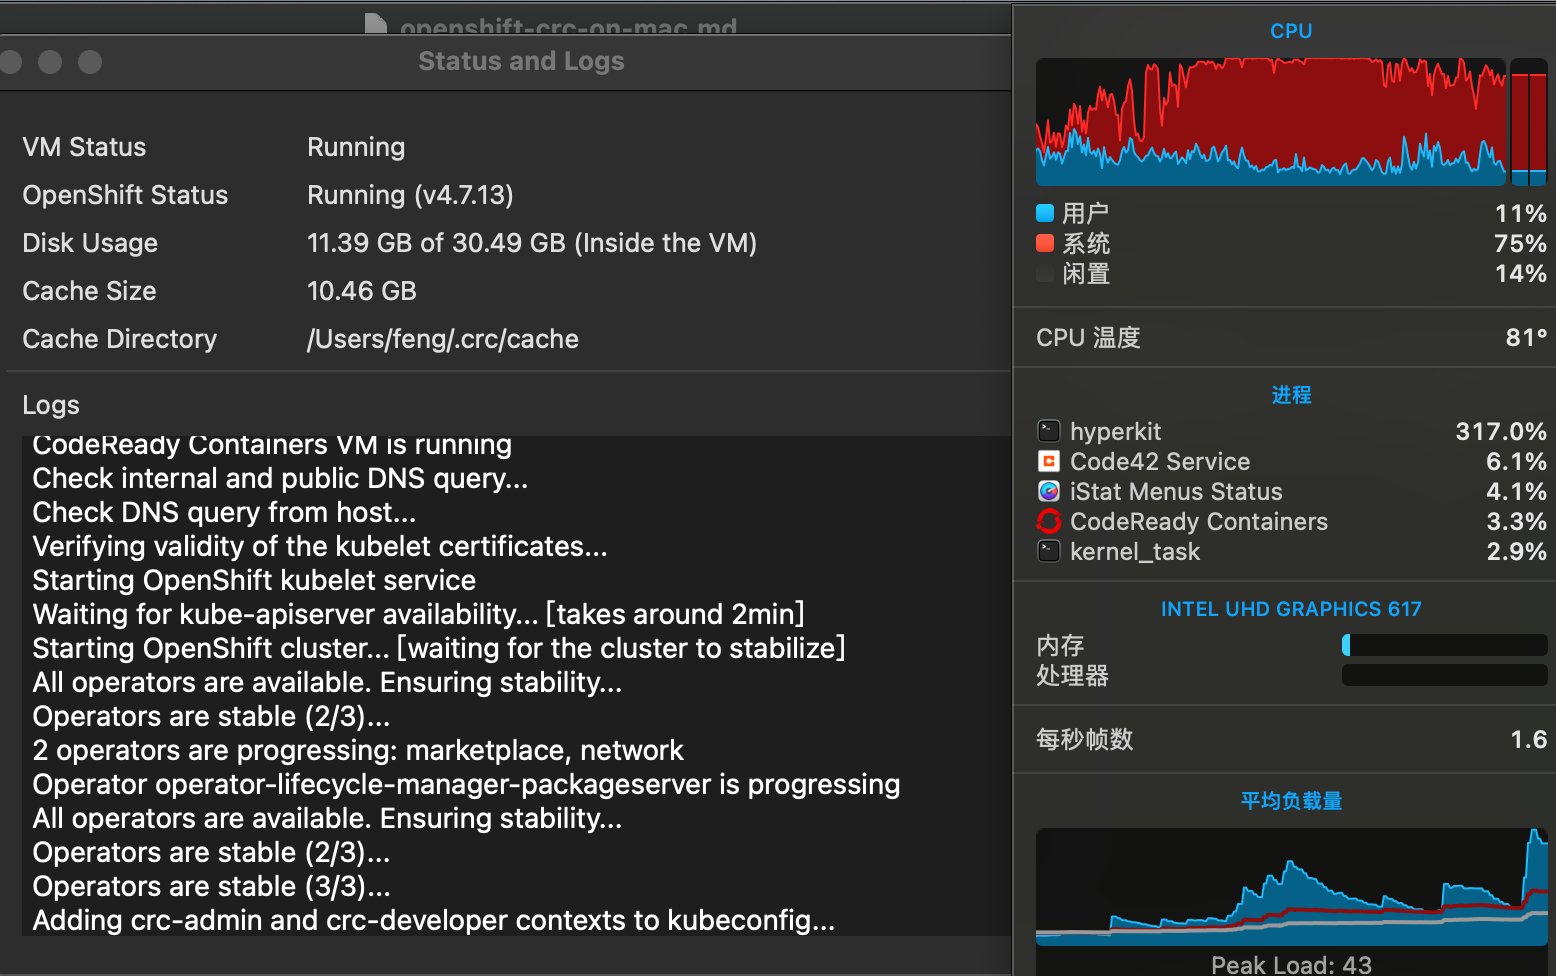 openshift-crc-on-mac.md
Status and Logs
VM Status Running
OpenShift Status Running (v4.7.13)
Disk Usage 11.39 GB of 30.49 GB (Inside the VM)
Cache Size 10.46 GB
Cache Directory /Users/feng/.crc/cache
Logs
CodeReady Containers VM is running
Check internal and public DNS query...
Check DNS query from host...
Verifying validity of the kubelet certificates...
Starting OpenShift kubelet service
Waiting for kube-apiserver availability... [takes around 2min]
Starting OpenShift cluster... [waiting for the cluster to stabilize]
All operators are available. Ensuring stability...
Operators are stable (2/3)...
2 operators are progressing: marketplace, network
Operator operator-lifecycle-manager-packageserver is progressing
All operators are available. Ensuring stability...
Operators are stable (2/3)...
Operators are stable (3/3)...
Adding crc-admin and crc-developer contexts to kubeconfig...
CPU
用户 11%
系统 75%
闲置 14%
CPU 温度 81°
进程
hyperkit 317.0%
Code42 Service 6.1%
iStat Menus Status 4.1%
CodeReady Containers 3.3%
kernel_task 2.9%
INTEL UHD GRAPHICS 617
内存
处理器
每秒帧数 1.6
平均负载量
Peak Load: 43